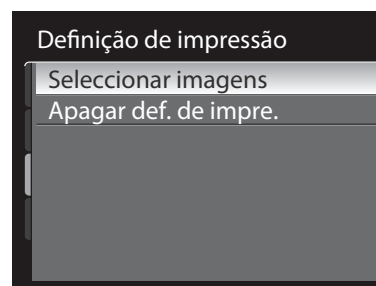 Definição de impressão
Seleccionar imagens
Apagar def. de impre.